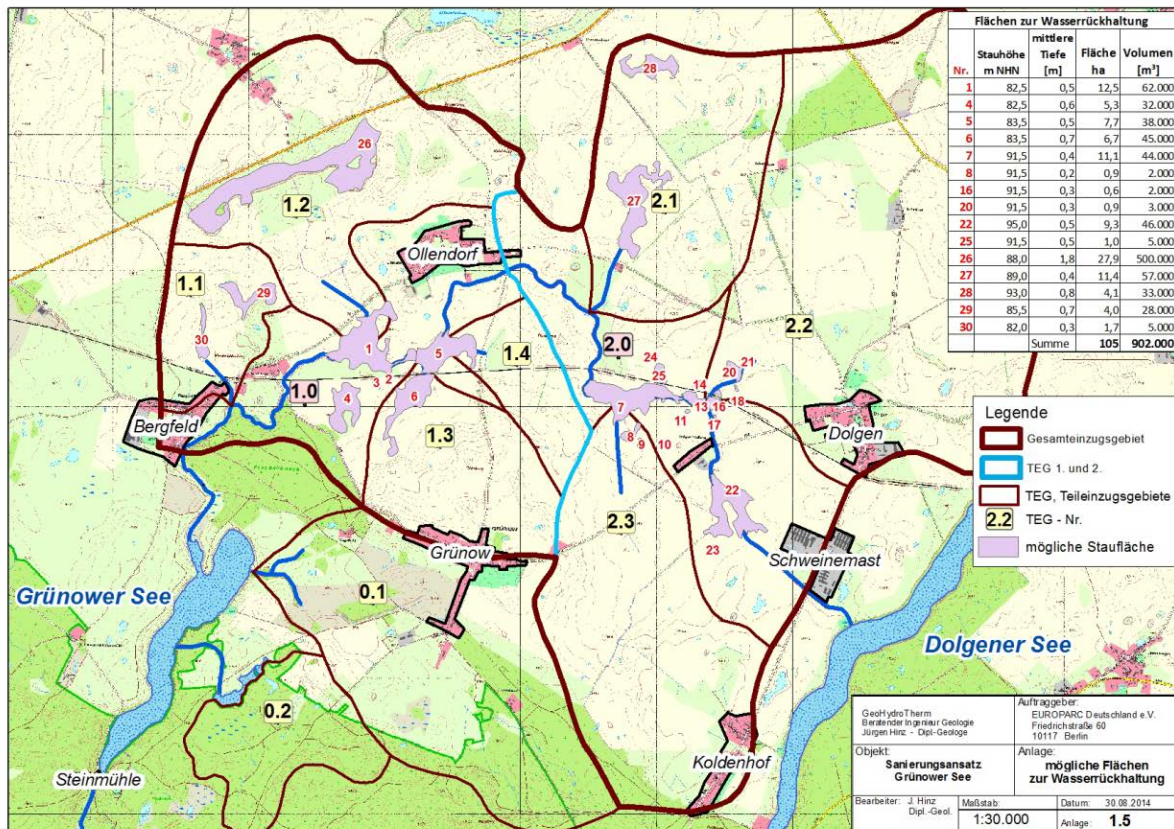 Flächen zur Wasserrückhaltung
Nr. Stauhöhe m NHN mittlere Tiefe [m] Fläche ha Volumen [m³]
1 82,5 0,5 12,5 62.000
4 82,5 0,6 5,3 32.000
5 83,5 0,5 7,7 38.000
6 83,5 0,7 6,7 45.000
7 91,5 0,4 11,1 44.000
8 91,5 0,2 0,9 2.000
16 91,5 0,3 0,6 2.000
20 91,5 0,3 0,9 3.000
22 95,0 0,5 9,3 46.000
25 91,5 0,5 1,0 5.000
26 88,0 1,8 27,9 500.000
27 89,0 0,4 11,4 57.000
28 93,0 0,8 4,1 33.000
29 85,5 0,7 4,0 28.000
30 82,0 0,3 1,7 5.000
Summe 105 902.000
28
26
1.2
27
2.1
Ollendorf
1.1
29
30
2.2
1
5
1.4
2.0
24
25
20
21
3
2
14
1.0
4
6
7
13
16
18
11
17
Bergfeld
8
9
10
1.3
Dolgen
22
2.3
23
Grünow
Schweinemast
Grünower See
0.1
Dolgener See
0.2
Steinmühle
Koldenhof
Legende
Gesamteinzugsgebiet
TEG 1. und 2.
TEG, Teileinzugsgebiete
2.2 TEG - Nr.
mögliche Staufläche
GeoHydroTherm
Beratender Ingenieur Geologie
Jürgen Hinz - Dipl-Geologe
Auftraggeber:
EUROPARC Deutschland e.V.
Friedrichstraße 60
10117 Berlin
Objekt:
Sanierungsansatz
Grünower See
Anlage:
mögliche Flächen
zur Wasserrückhaltung
Bearbeiter: J. Hinz
Dipl.-Geol.
Maßstab:
1:30.000
Datum: 30.08.2014
Anlage: 1.5